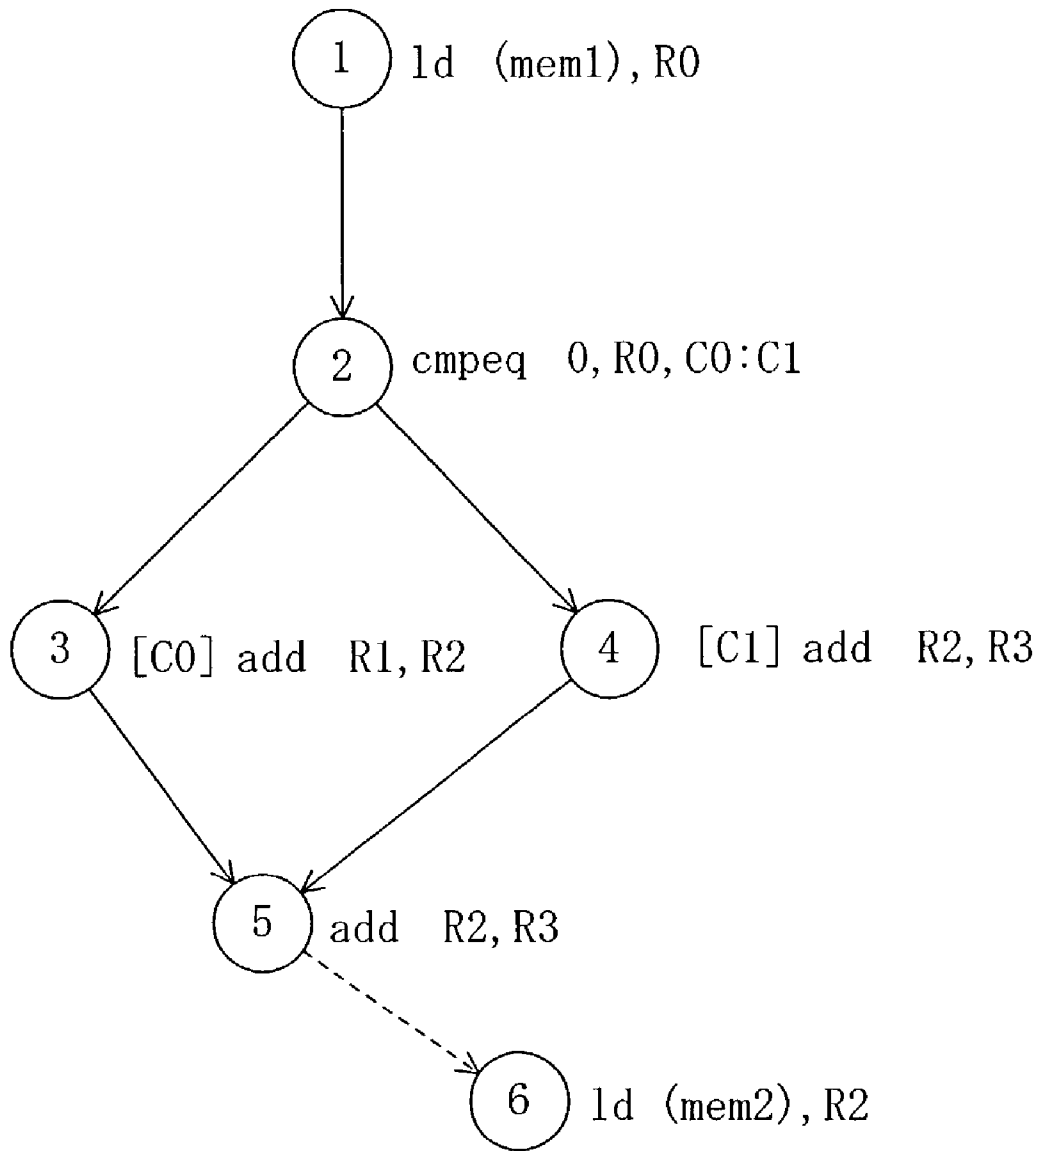 1 ld (mem1), R0
2 cmpeq 0, R0, C0:C1
3 [C0] add R1, R2
4 [C1] add R2, R3
5 add R2, R3
6 ld (mem2), R2